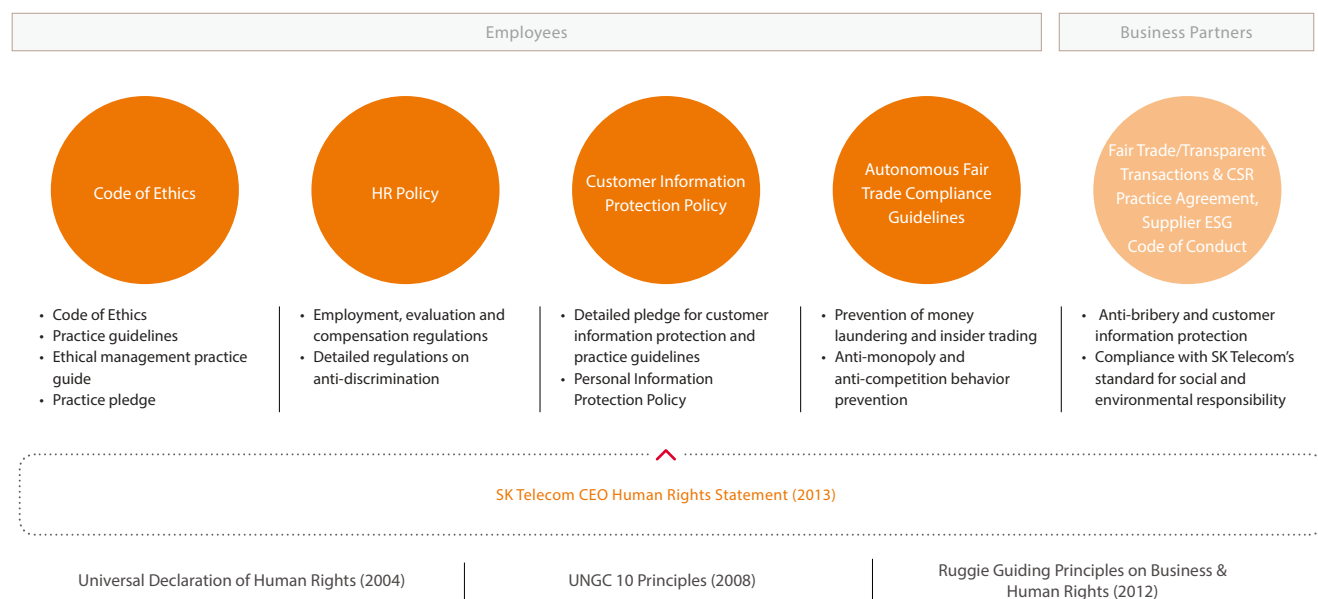 Employees
Business Partners
Code of Ethics
HR Policy
Customer Information
Protection Policy
Autonomous Fair
Trade Compliance
Guidelines
Fair Trade/Transparent
Transactions & CSR
Practice Agreement,
Supplier ESG
Code of Conduct
• Code of Ethics
• Practice guidelines
• Ethical management practice
guide
• Practice pledge
• Employment, evaluation and
compensation regulations
• Detailed regulations on
anti-discrimination
• Detailed pledge for customer
information protection and
practice guidelines
• Personal Information
Protection Policy
• Prevention of money
laundering and insider trading
• Anti-monopoly and
anti-competition behavior
prevention
• Anti-bribery and customer
information protection
• Compliance with SK Telecom's
standard for social and
environmental responsibility
SK Telecom CEO Human Rights Statement (2013)
Universal Declaration of Human Rights (2004)
UNGC 10 Principles (2008)
Ruggie Guiding Principles on Business &
Human Rights (2012)